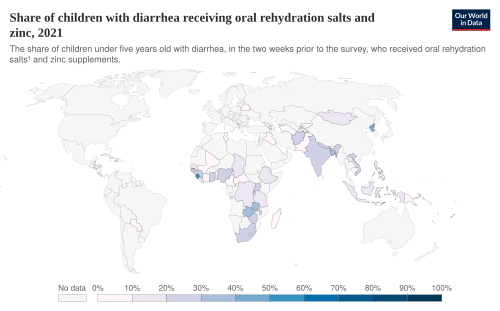 Share of children with diarrhea receiving oral rehydration salts and
zinc, 2021
Our World
in Data
The share of children under five years old with diarrhea, in the two weeks prior to the survey, who received oral rehydration
salts¹ and zinc supplements.
No data 0% 10% 20% 30% 40% 50% 60% 70% 80% 90% 100%